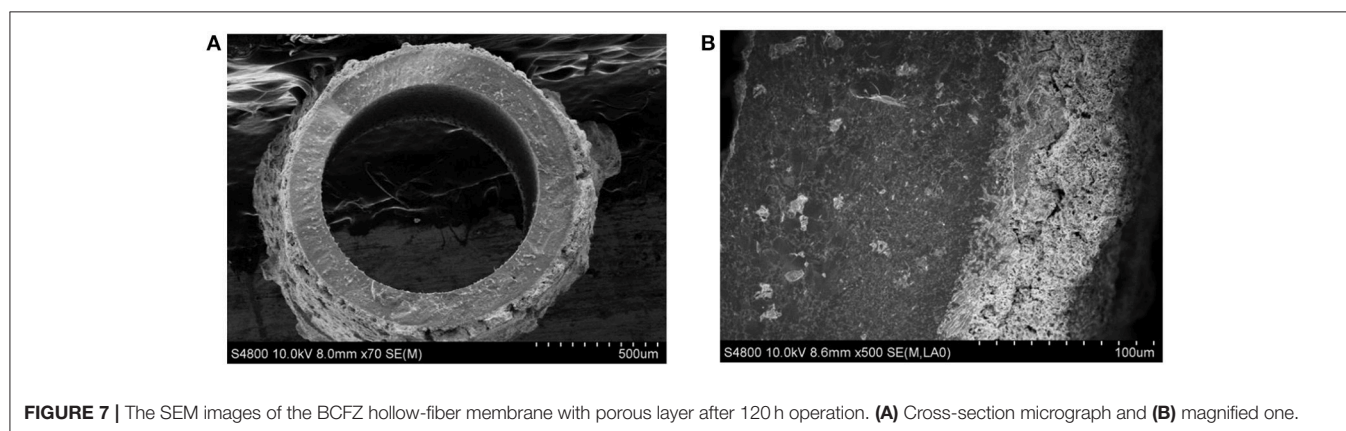 A
B
S4800 10.0kV 8.0mm x70 SE(M) 500um
S4800 10.0kV 8.6mm x500 SE(M,LA0) 100um
FIGURE 7 | The SEM images of the BCFZ hollow-fiber membrane with porous layer after 120 h operation. (A) Cross-section micrograph and (B) magnified one.